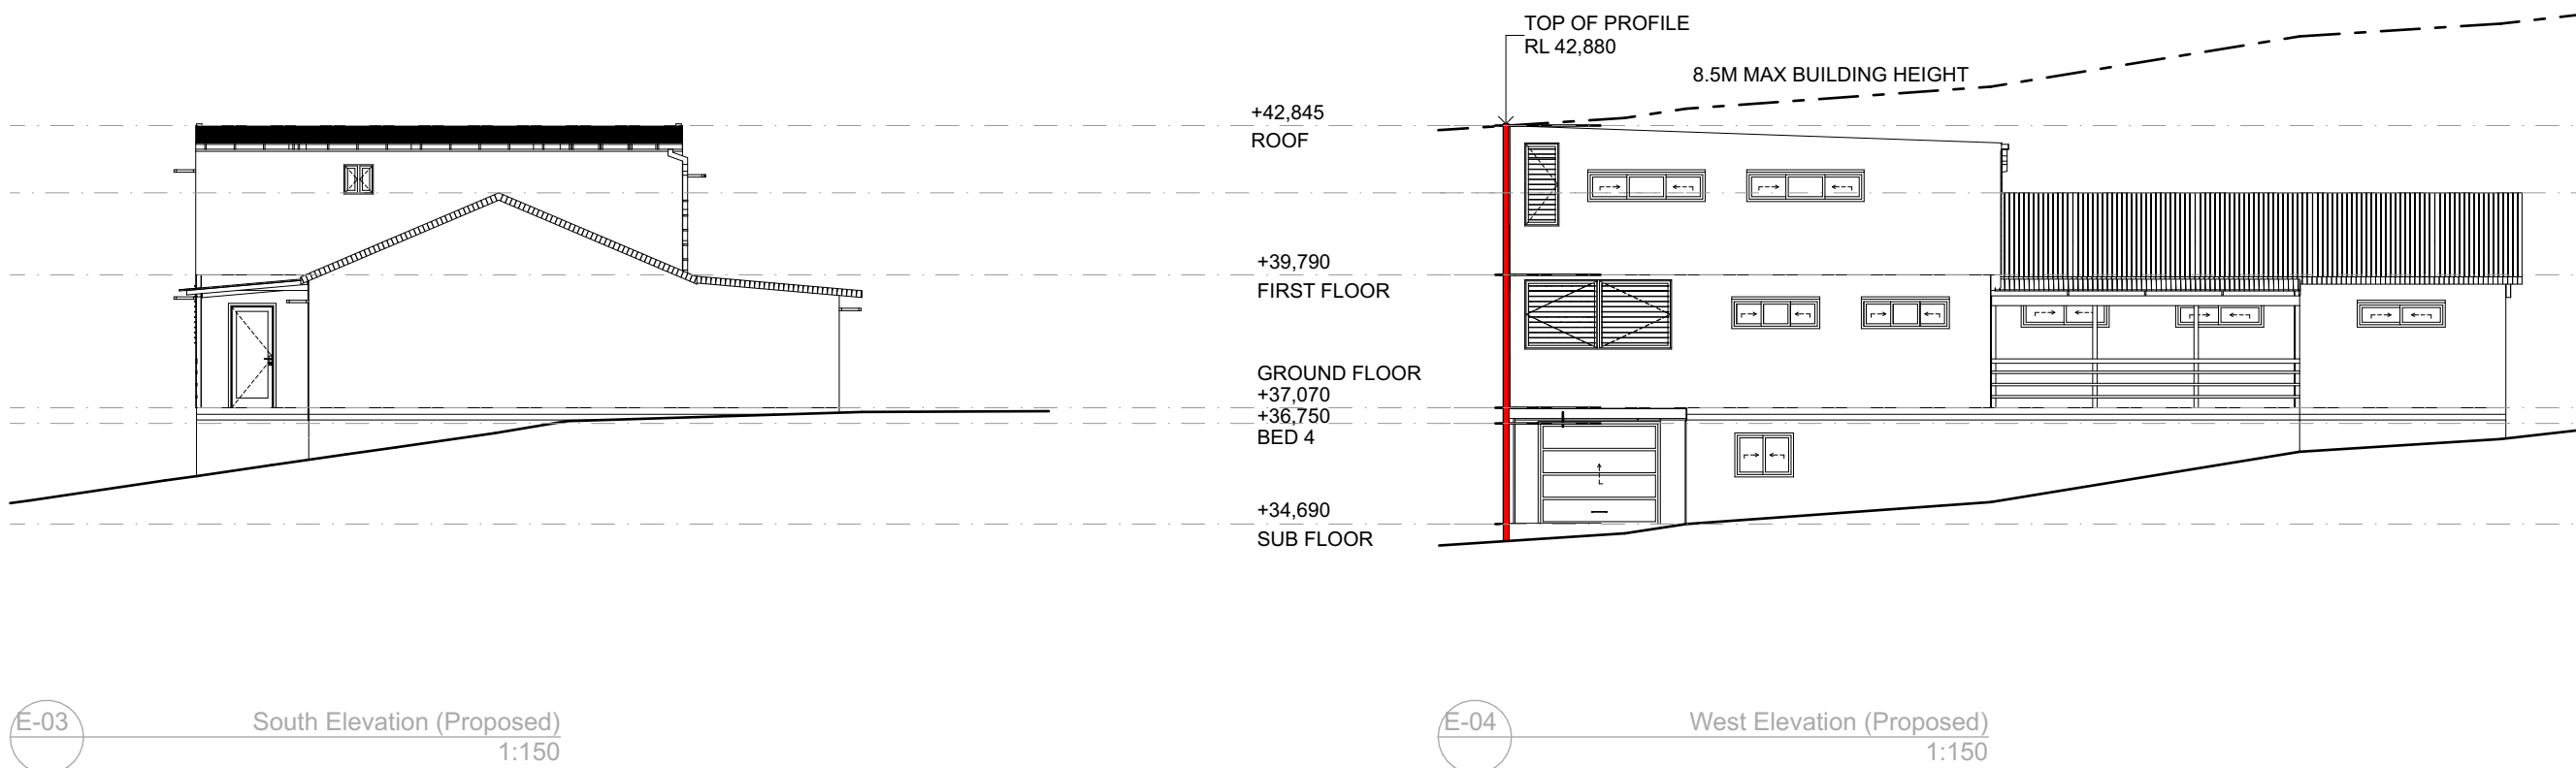 TOP OF PROFILE
RL 42,880
8.5M MAX BUILDING HEIGHT
+42,845
ROOF
+39,790
FIRST FLOOR
GROUND FLOOR
+37,070
+36,750
BED 4
+34,690
SUB FLOOR
E-03
South Elevation (Proposed)
1:150
E-04
West Elevation (Proposed)
1:150